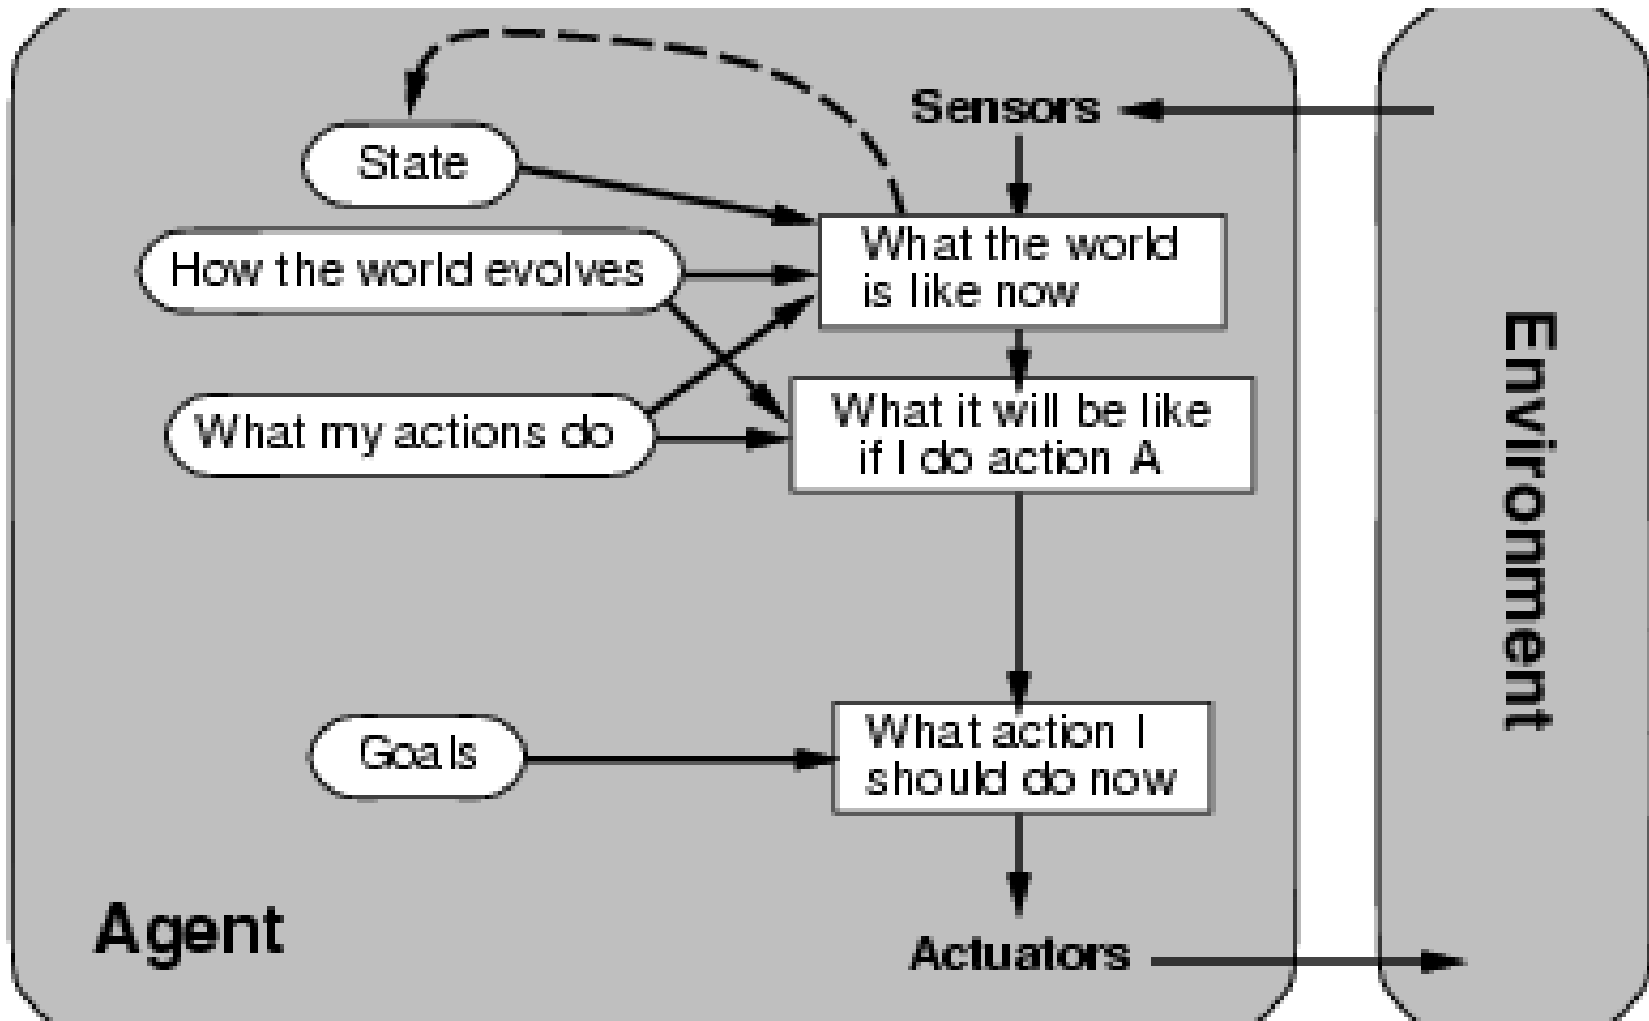 Sensors
State
What the world
is like now
How the world evolves
What my actions do
What it will be like
if I do action A
Goals
What action I
should do now
Agent
Actuators
Environment